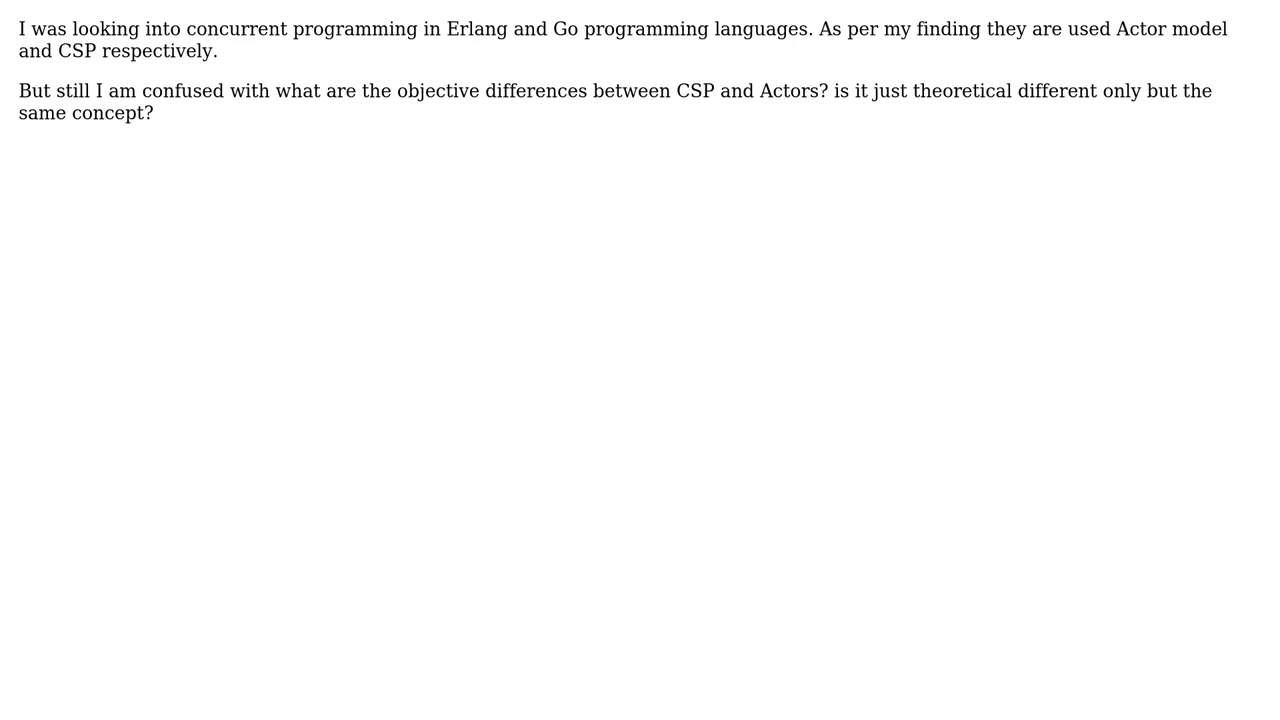 I was looking into concurrent programming in Erlang and Go programming languages. As per my finding they are used Actor model
and CSP respectively.
But still I am confused with what are the objective differences between CSP and Actors? is it just theoretical different only but the
same concept?